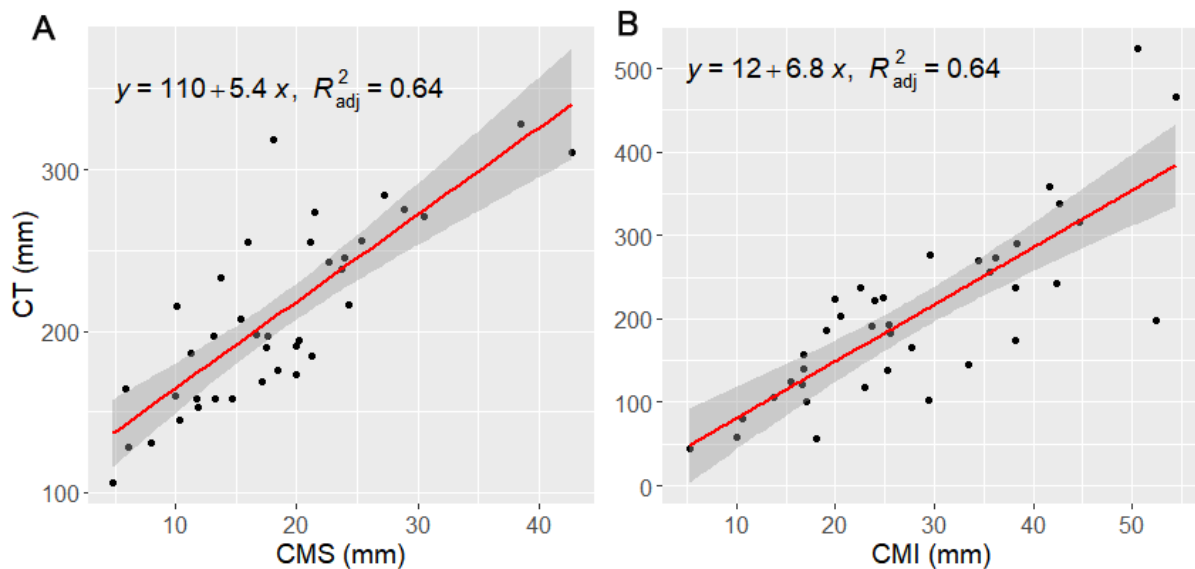 A
y = 110 + 5.4 x, R²adj = 0.64
300
200
100
10 20 30 40
CT (mm)
CMS (mm)
B
y = 12 + 6.8 x, R²adj = 0.64
500
400
300
200
100
0
10 20 30 40 50
CMI (mm)